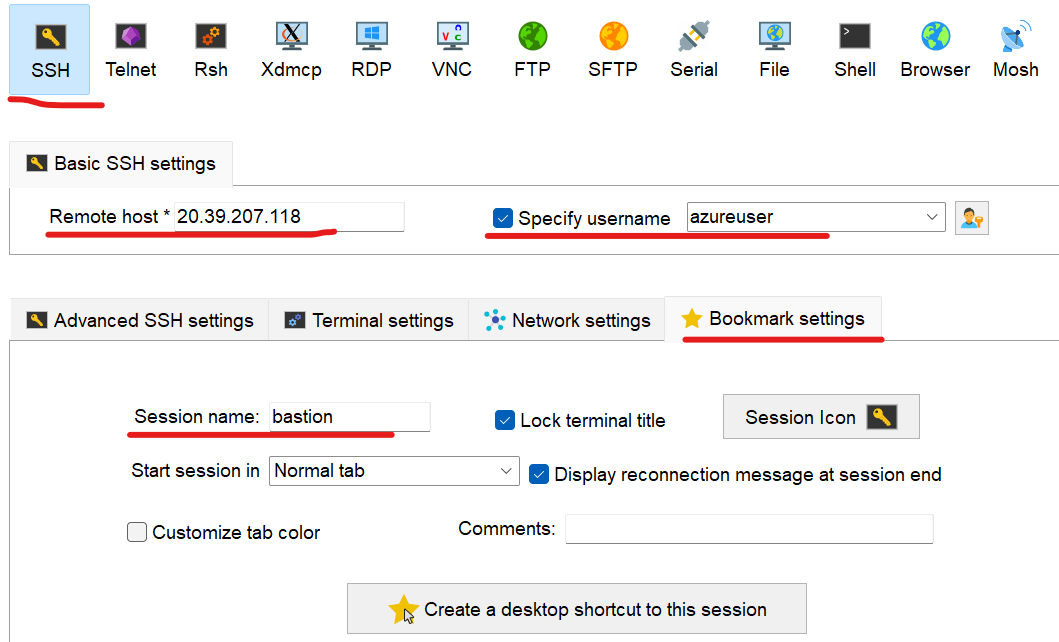 SSH Telnet Rsh Xdmcp RDP VNC FTP SFTP Serial File Shell Browser Mosh
Basic SSH settings
Remote host * 20.39.207.118 Specify username azureuser
Advanced SSH settings Terminal settings Network settings Bookmark settings
Session name: bastion Lock terminal title Session Icon
Start session in Normal tab Display reconnection message at session end
Customize tab color Comments:
Create a desktop shortcut to this session